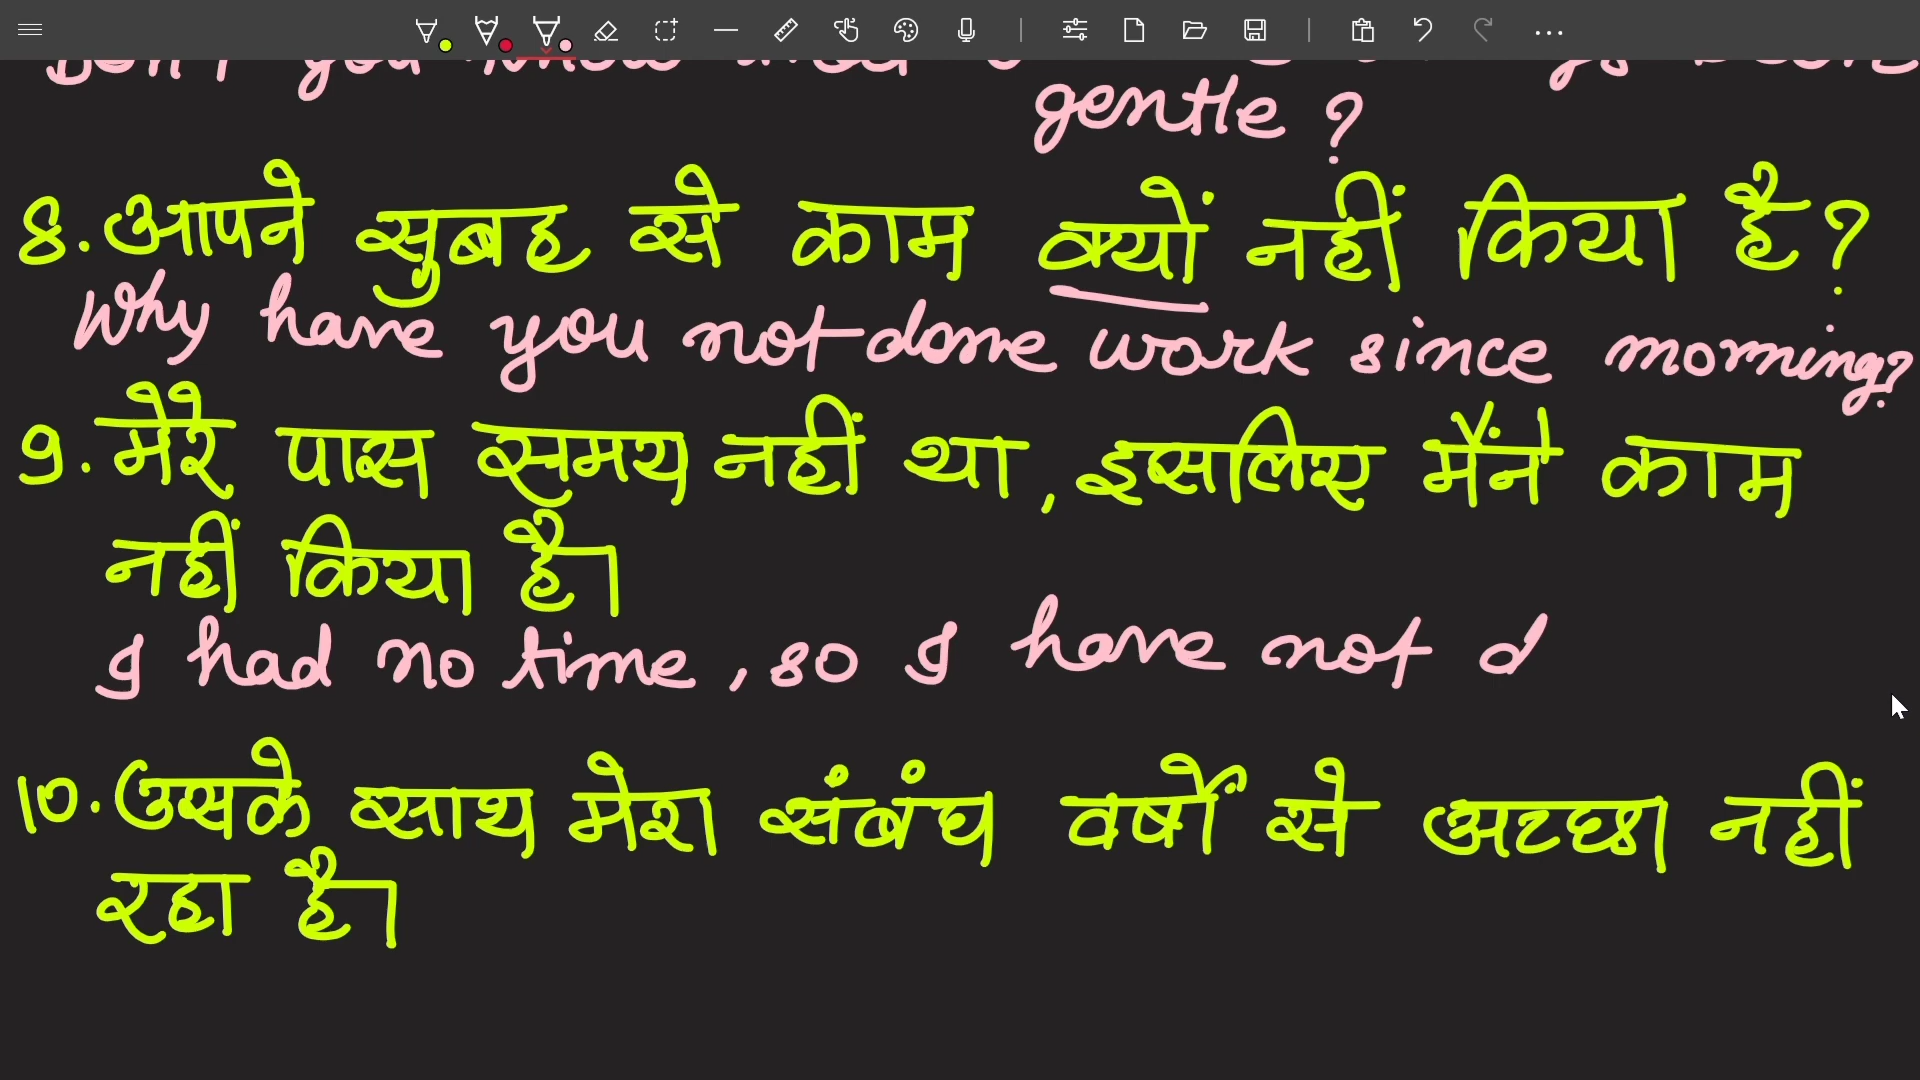 gentle ?
8. आपने सुबह से काम क्यों नहीं किया है ?
Why have you not done work since morning?
9. मेरे पास समय नहीं था, इसलिए मैंने काम
नहीं किया है।
I had no time, so I have not d
10. उसके साथ मेरा संबंध वर्षों से अच्छा नहीं
रहा है।